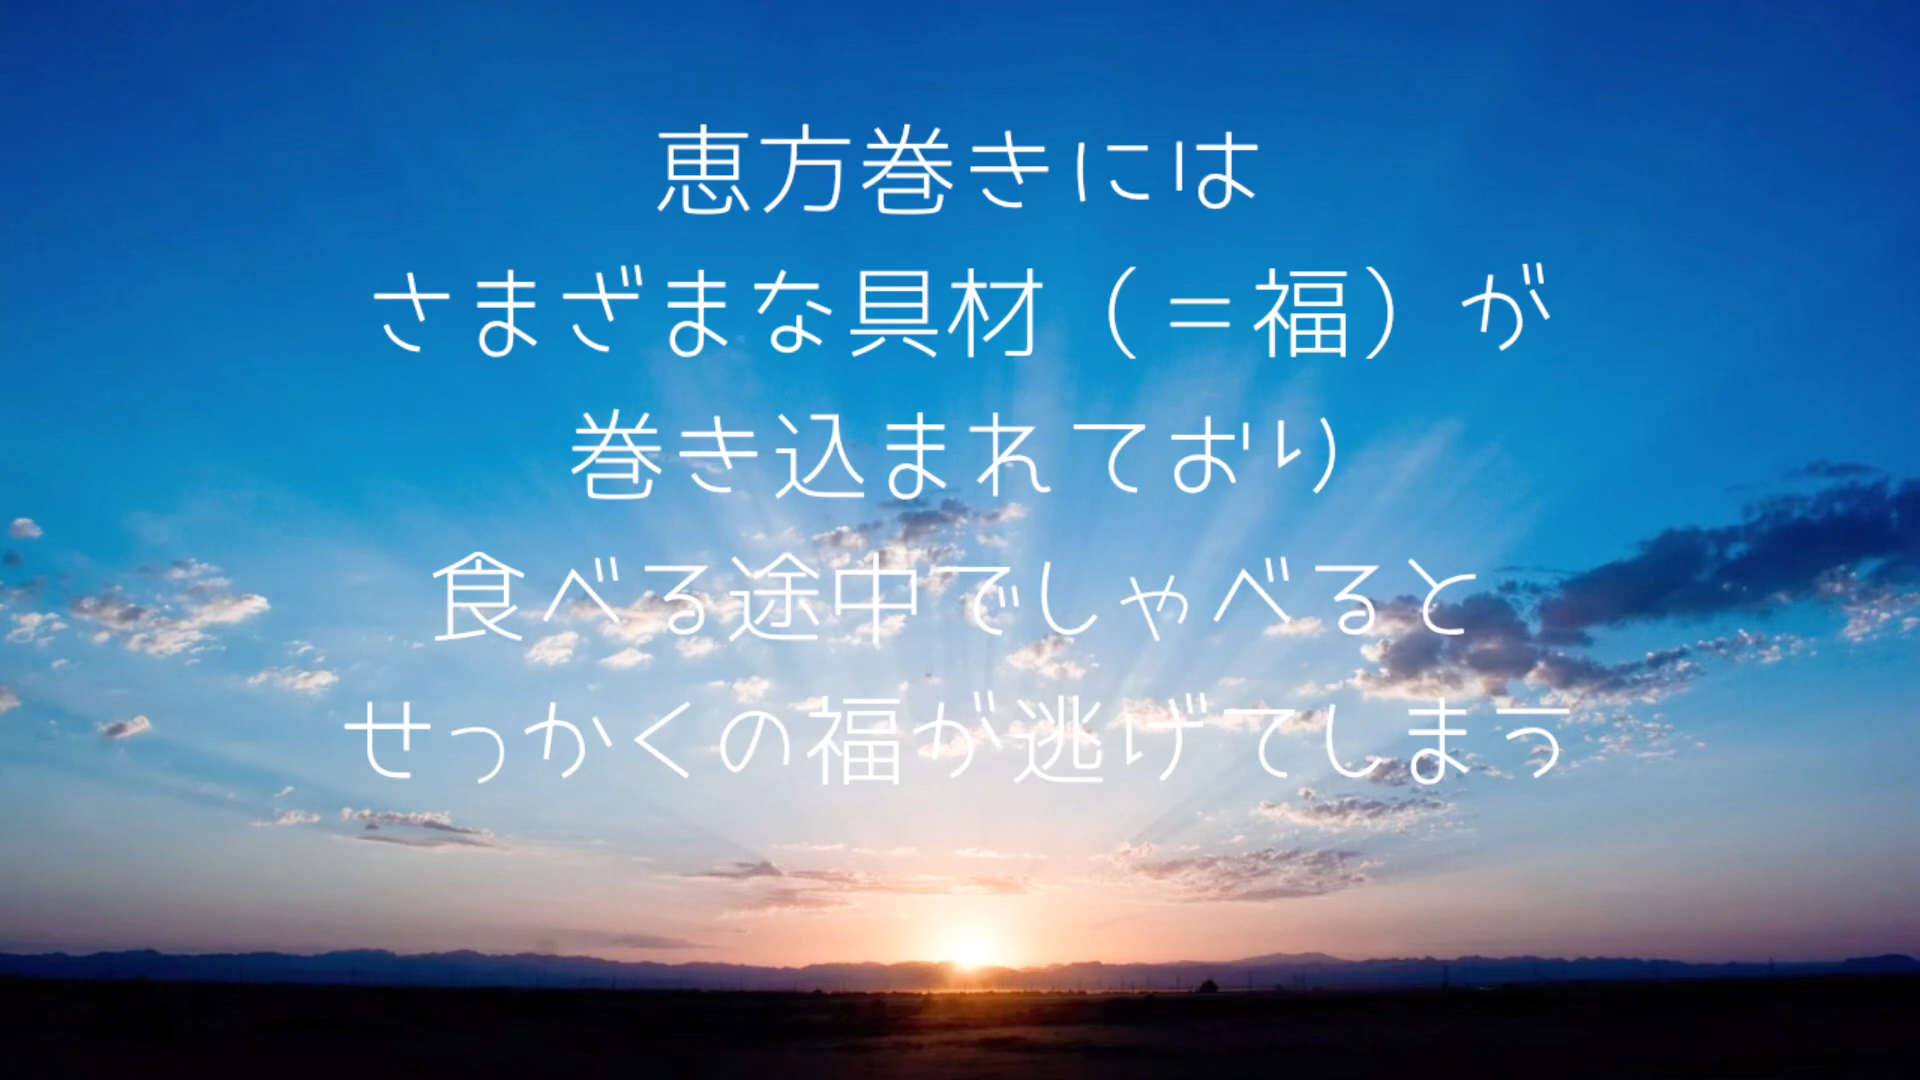 恵方巻きには
さまざまな具材（＝福）が
巻き込まれており
食べる途中でしゃべると
せっかくの福が逃げてしまう